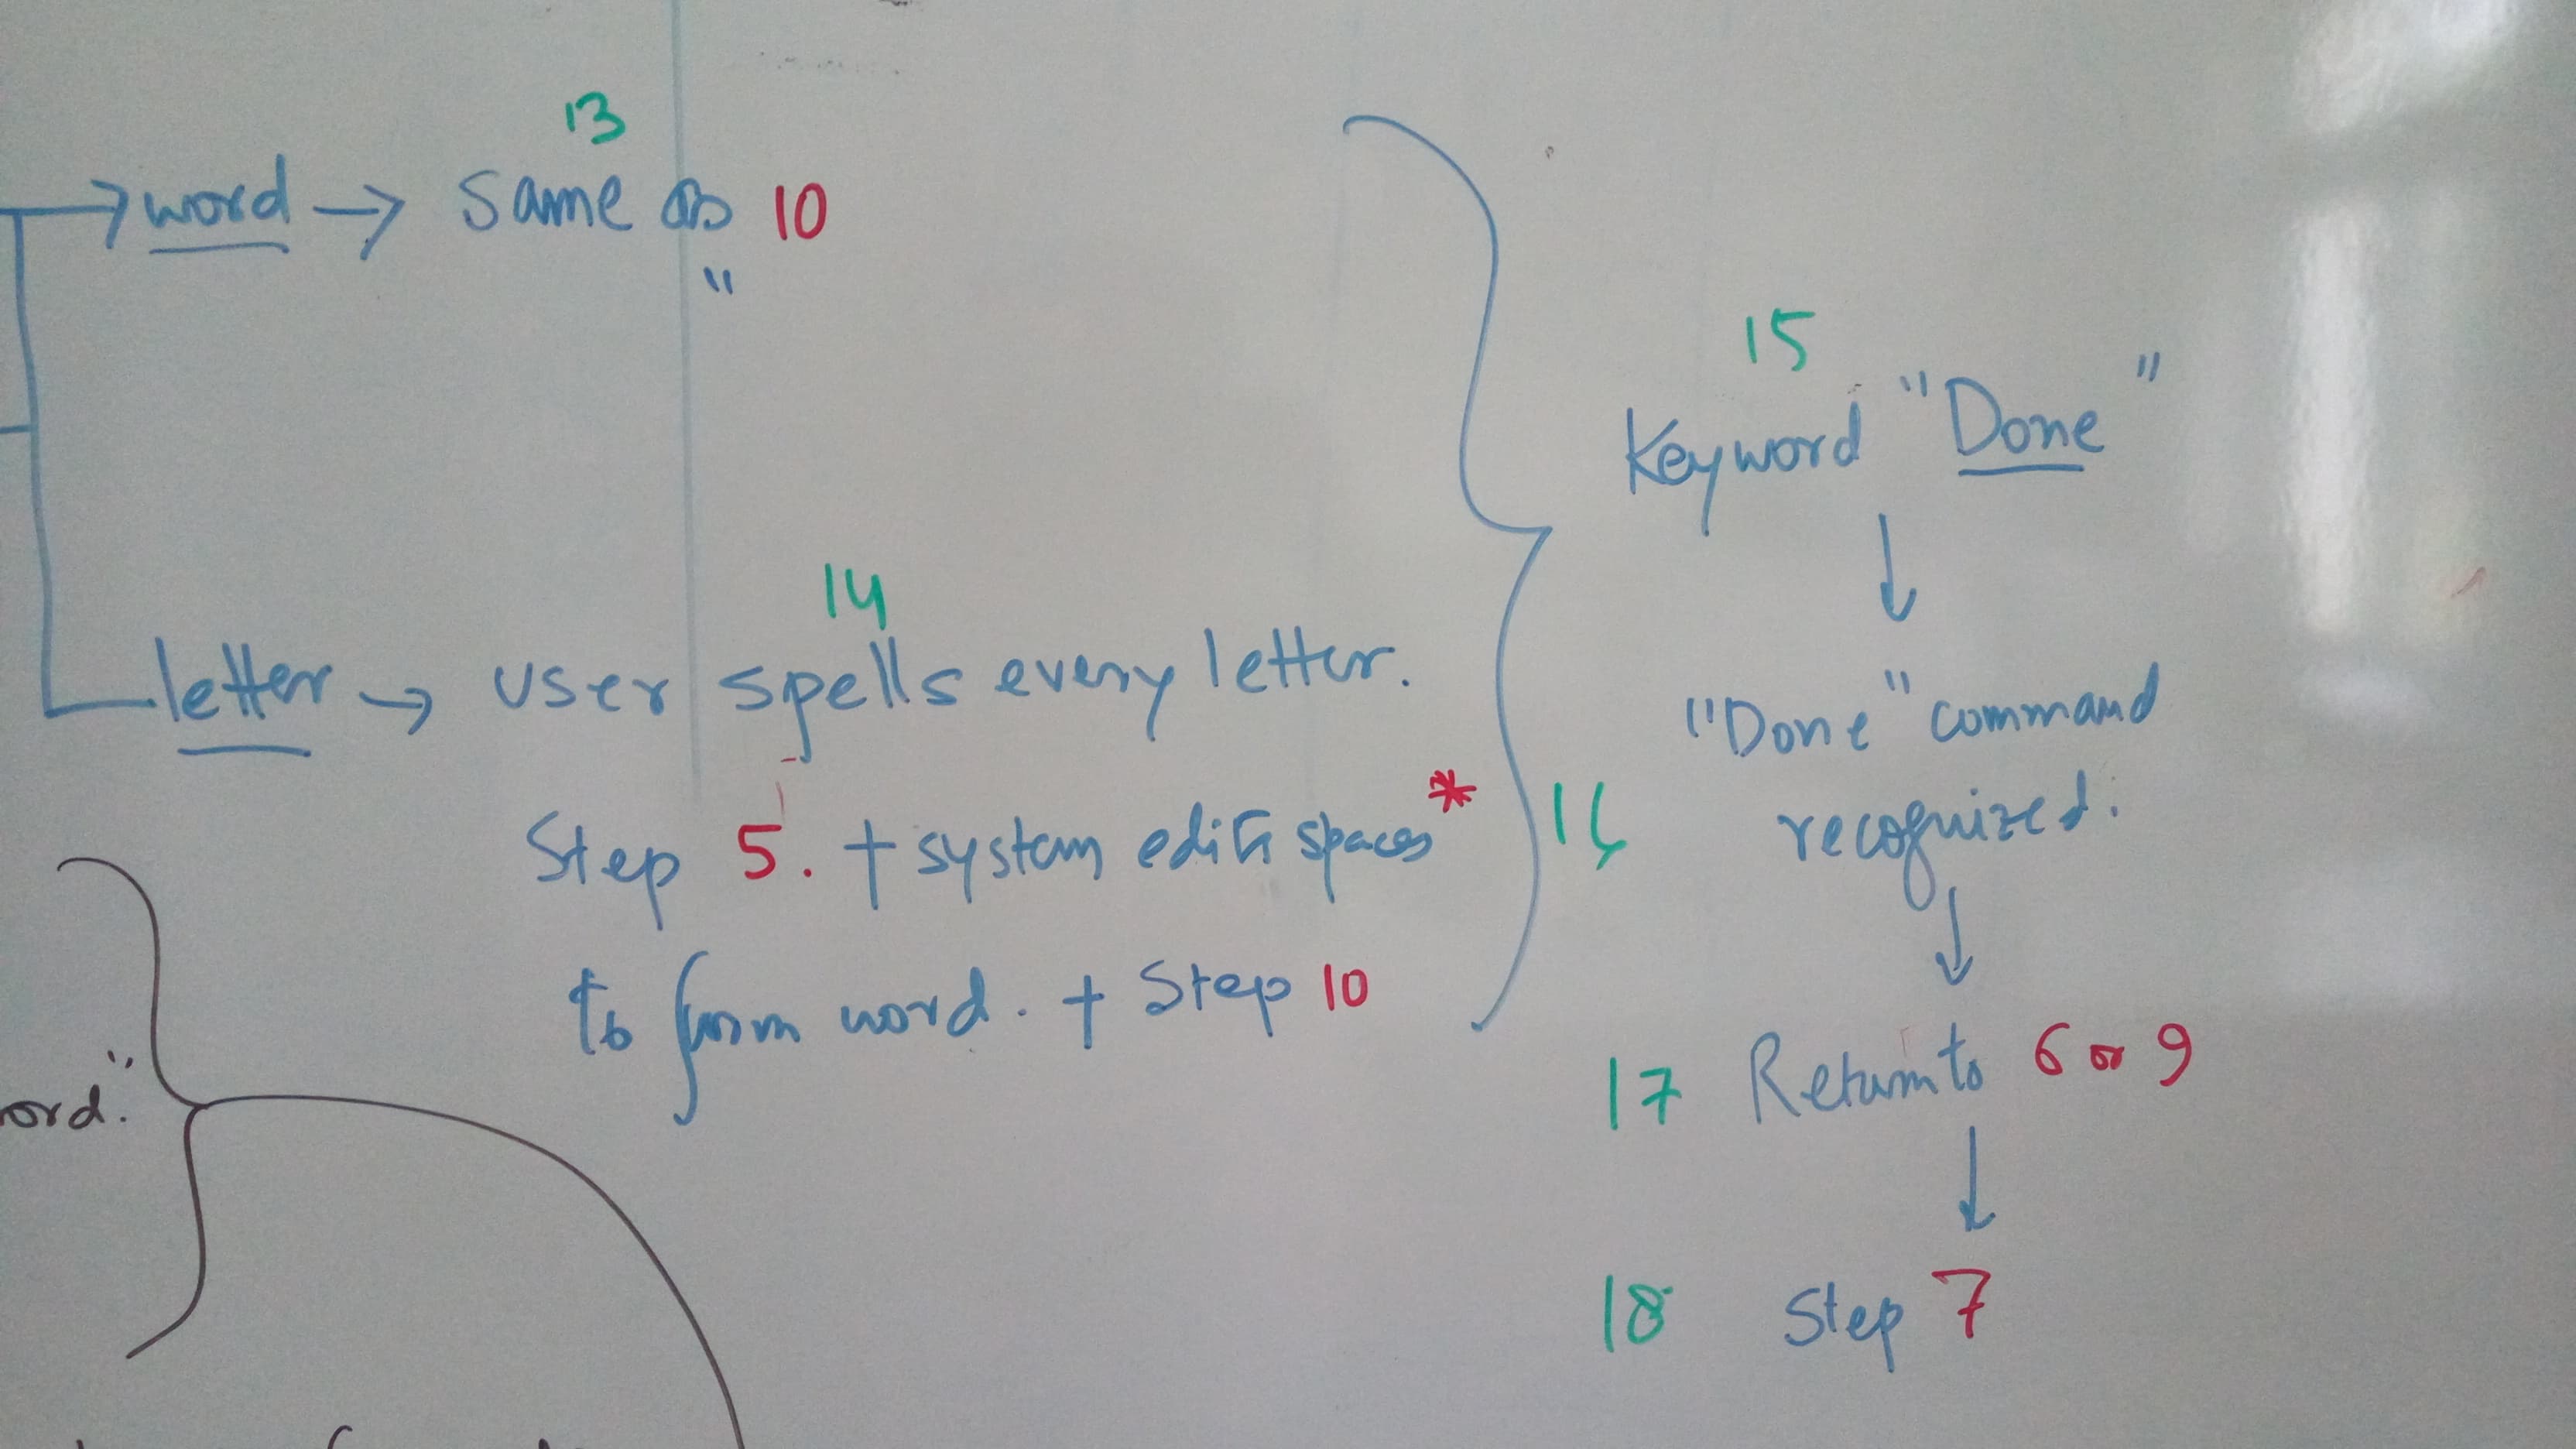 13
word → same as 10
"
14
letter → user spells every letter.
Step 5. + system edits spaces*
to form word. + Step 10
15
Keyword "Done"
↓
16 "Done" command
recognized.
↓
17 Return to 6 or 9
↓
18 Step 7
ord."